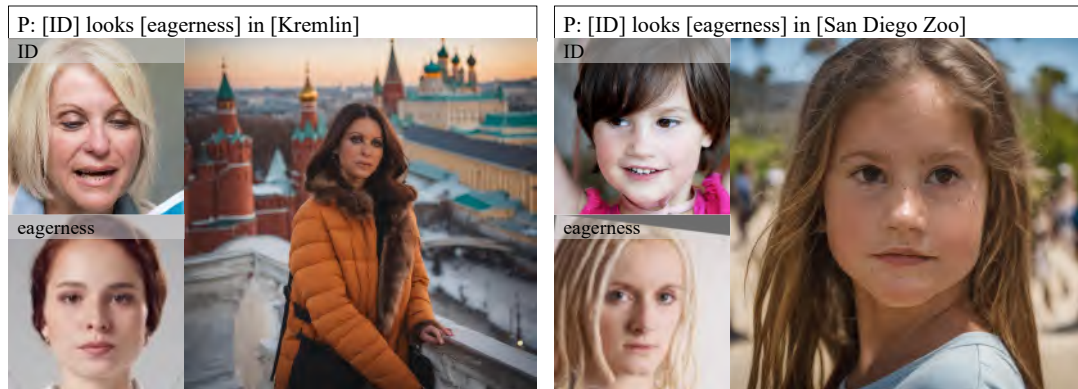 P: [ID] looks [eagerness] in [Kremlin]
ID
eagerness
P: [ID] looks [eagerness] in [San Diego Zoo]
ID
eagerness